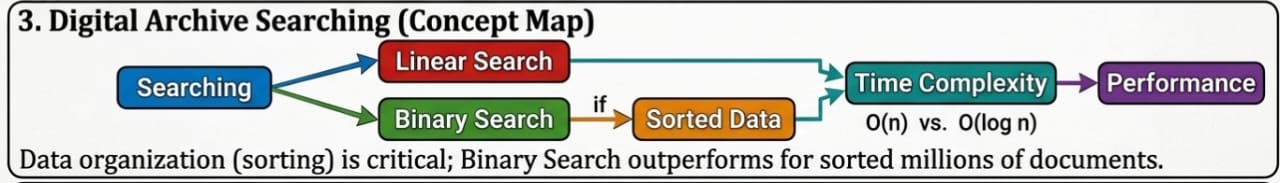 3. Digital Archive Searching (Concept Map)
Searching
Linear Search
Binary Search
if
Sorted Data
Time Complexity
O(n) vs. O(log n)
Performance
Data organization (sorting) is critical; Binary Search outperforms for sorted millions of documents.